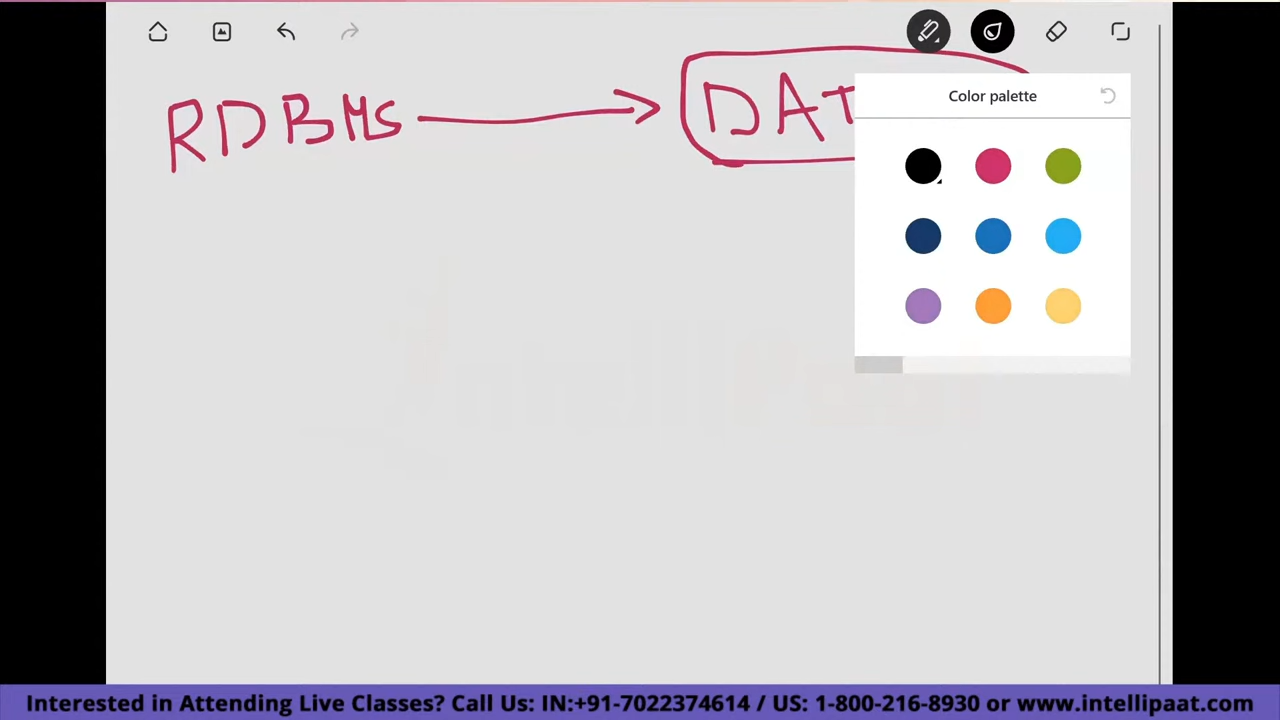 RDBMS DAT
Color palette
Intellipaat
Interested in Attending Live Classes? Call Us: IN:+91-7022374614 / US: 1-800-216-8930 or www.intellipaat.com